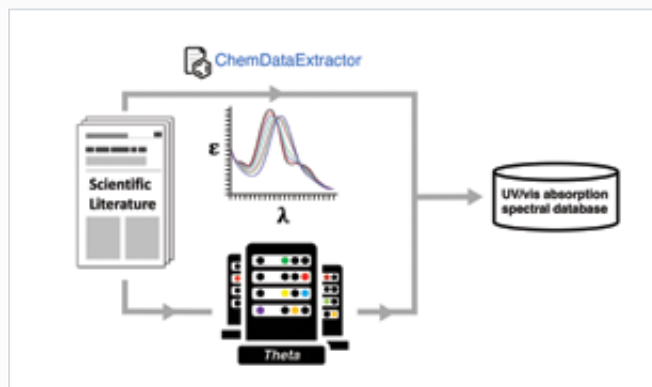 ChemDataExtractor
ε
λ
Scientific
Literature
UV/vis absorption
spectral database
Theta